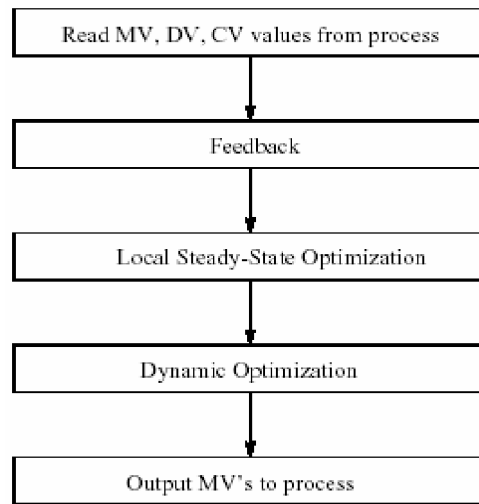 Read MV, DV, CV values from process
Feedback
Local Steady-State Optimization
Dynamic Optimization
Output MV's to process